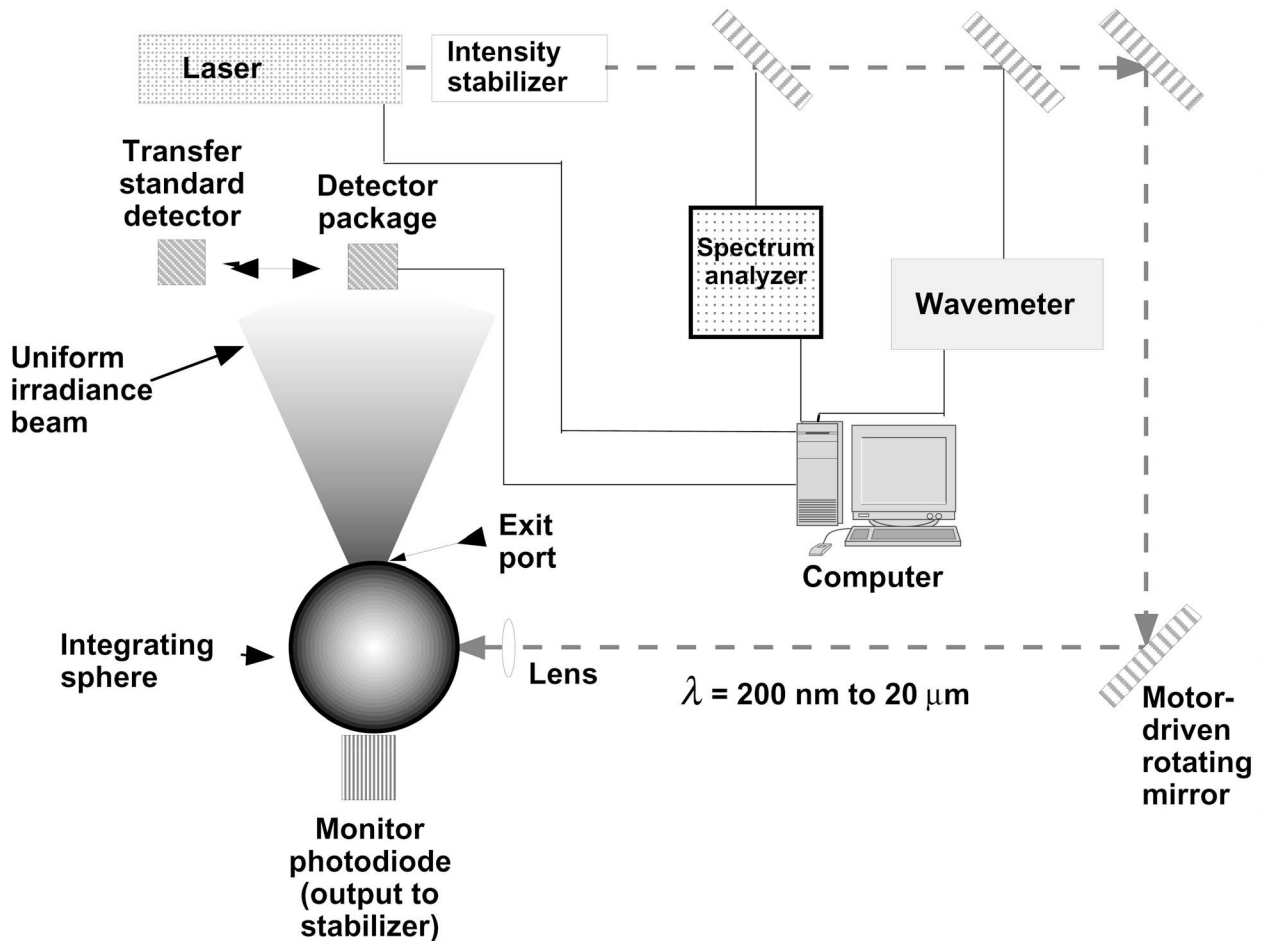 Laser
Intensity
stabilizer
Transfer
standard
detector
Detector
package
Spectrum
analyzer
Wavemeter
Uniform
irradiance
beam
Exit
port
Computer
Integrating
sphere
Lens
λ = 200 nm to 20 μm
Motor-
driven
rotating
mirror
Monitor
photodiode
(output to
stabilizer)